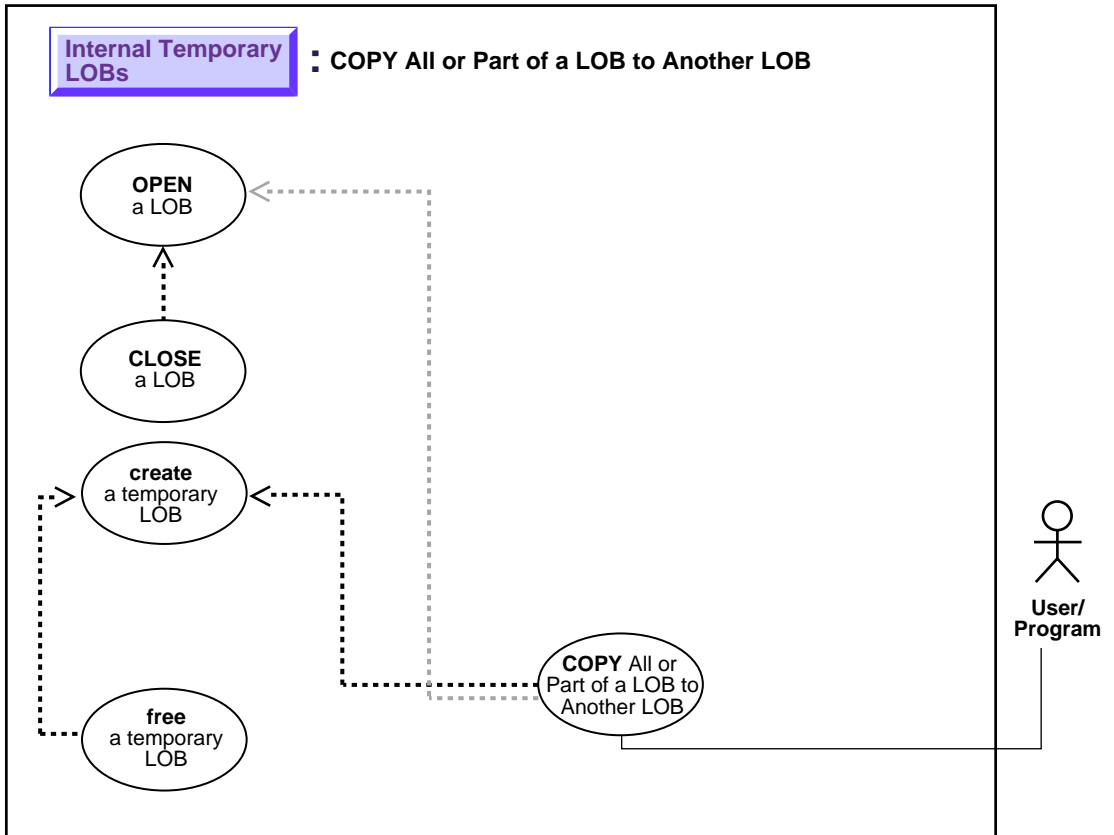 Internal Temporary
LOBs
: COPY All or Part of a LOB to Another LOB
OPEN
a LOB
CLOSE
a LOB
create
a temporary
LOB
User/
Program
COPY All or
Part of a LOB to
Another LOB
free
a temporary
LOB